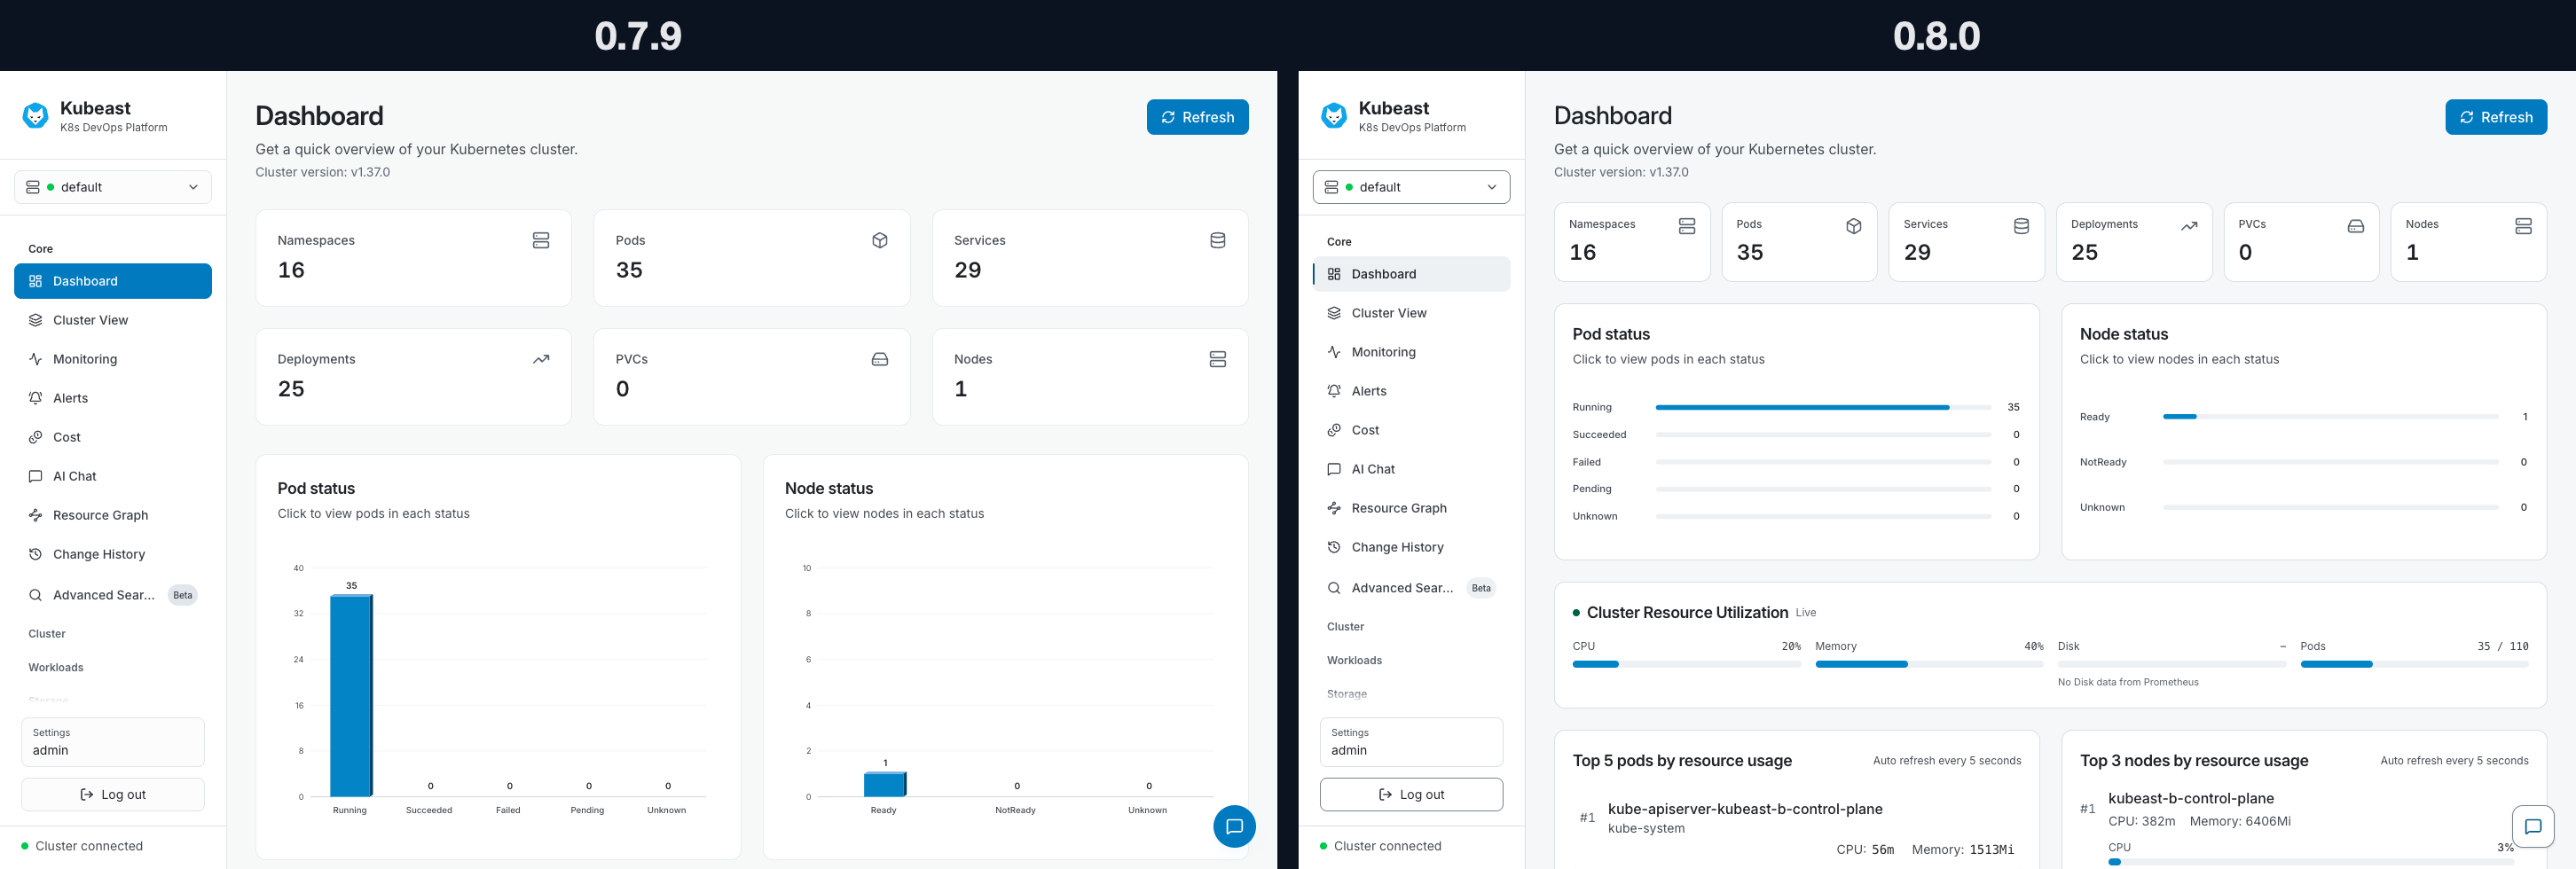 0.7.9
Kubeast
K8s DevOps Platform
default
Core
Dashboard
Cluster View
Monitoring
Alerts
Cost
AI Chat
Resource Graph
Change History
Advanced Sear... Beta
Cluster
Workloads
Storage
Settings
admin
Log out
Cluster connected
Dashboard
Refresh
Get a quick overview of your Kubernetes cluster.
Cluster version: v1.37.0
Namespaces
16
Pods
35
Services
29
Deployments
25
PVCs
0
Nodes
1
Pod status
Click to view pods in each status
40
32
24
16
8
0
35
0
0
0
0
Running Succeeded Failed Pending Unknown
Node status
Click to view nodes in each status
10
8
6
4
2
0
1
0
0
Ready NotReady Unknown
0.8.0
Kubeast
K8s DevOps Platform
default
Core
Dashboard
Cluster View
Monitoring
Alerts
Cost
AI Chat
Resource Graph
Change History
Advanced Sear... Beta
Cluster
Workloads
Storage
Settings
admin
Log out
Cluster connected
Dashboard
Refresh
Get a quick overview of your Kubernetes cluster.
Cluster version: v1.37.0
Namespaces
16
Pods
35
Services
29
Deployments
25
PVCs
0
Nodes
1
Pod status
Click to view pods in each status
Running 35
Succeeded 0
Failed 0
Pending 0
Unknown 0
Node status
Click to view nodes in each status
Ready 1
NotReady 0
Unknown 0
Cluster Resource Utilization Live
CPU 20%
Memory 40%
Disk –
No Disk data from Prometheus
Pods 35 / 110
Top 5 pods by resource usage Auto refresh every 5 seconds
#1 kube-apiserver-kubeast-b-control-plane
kube-system
CPU: 56m Memory: 1513Mi
Top 3 nodes by resource usage Auto refresh every 5 seconds
#1 kubeast-b-control-plane
CPU: 382m Memory: 6406Mi
CPU 3%